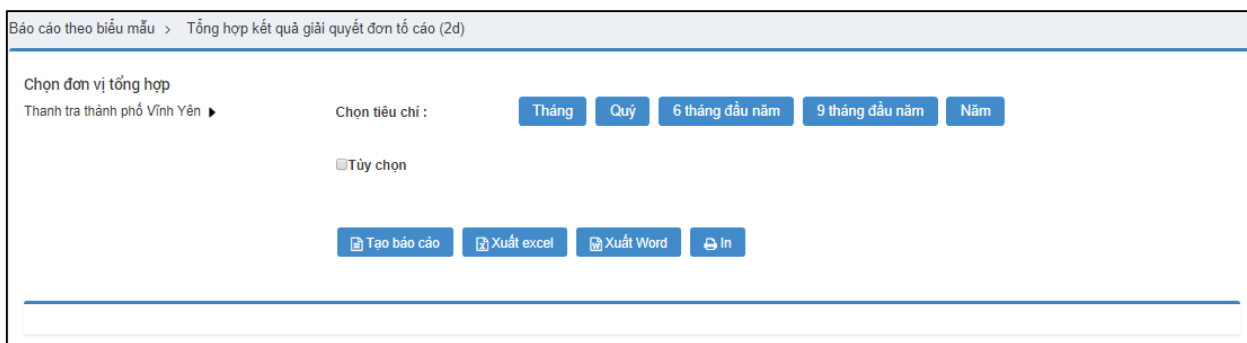 Báo cáo theo biểu mẫu > Tổng hợp kết quả giải quyết đơn tố cáo (2d)
Chọn đơn vị tổng hợp
Thanh tra thành phố Vĩnh Yên Chọn tiêu chí : Tháng Quý 6 tháng đầu năm 9 tháng đầu năm Năm
Tùy chọn
Tạo báo cáo Xuất excel Xuất Word In